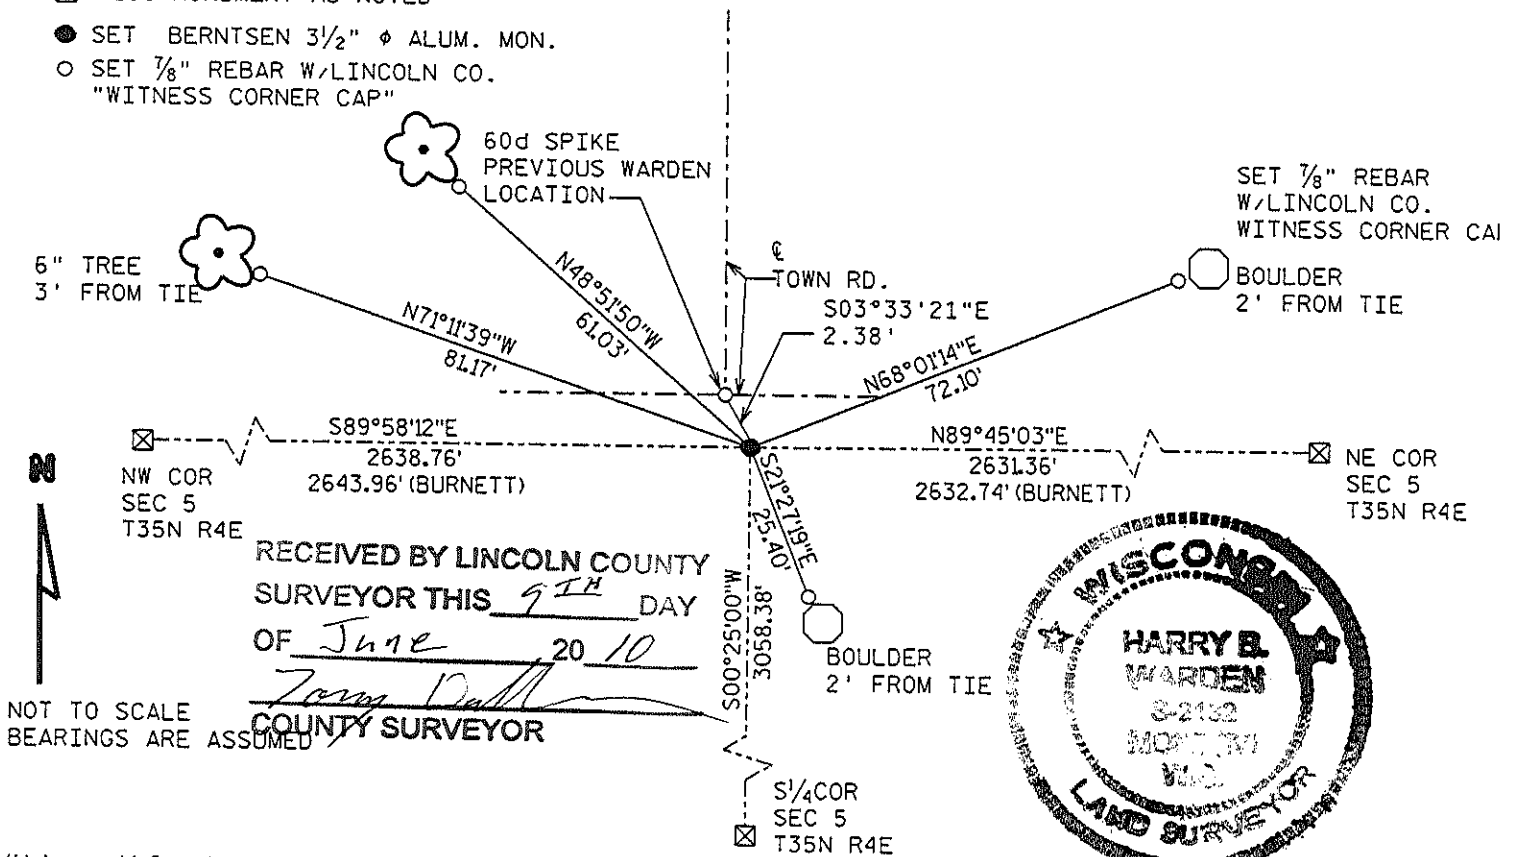 MONUMENT AS NOTED
SET BERNTSEN 3½" φ ALUM. MON.
SET ⅞" REBAR W/LINCOLN CO.
"WITNESS CORNER CAP"
60d SPIKE
PREVIOUS WARDEN
LOCATION
SET ⅞" REBAR
W/LINCOLN CO.
WITNESS CORNER CA
6" TREE
3' FROM TIE
N48°51'50"W
61.03'
N71°11'39"W
81.17'
℄
TOWN RD.
S03°33'21"E
2.38'
BOULDER
2' FROM TIE
N68°01'14"E
72.10'
S89°58'12"E
2638.76'
2643.96' (BURNETT)
N89°45'03"E
2631.36'
2632.74' (BURNETT)
NW COR
SEC 5
T35N R4E
NE COR
SEC 5
T35N R4E
N
S21°27'19"E
25.40'
S00°25'00"W
3058.38'
BOULDER
2' FROM TIE
RECEIVED BY LINCOLN COUNTY
SURVEYOR THIS 9TH DAY
OF June 20 10
COUNTY SURVEYOR
NOT TO SCALE
BEARINGS ARE ASSUMED
S¼COR
SEC 5
T35N R4E
WISCONSIN
HARRY B.
WARDEN
S-2132
LAND SURVEYOR